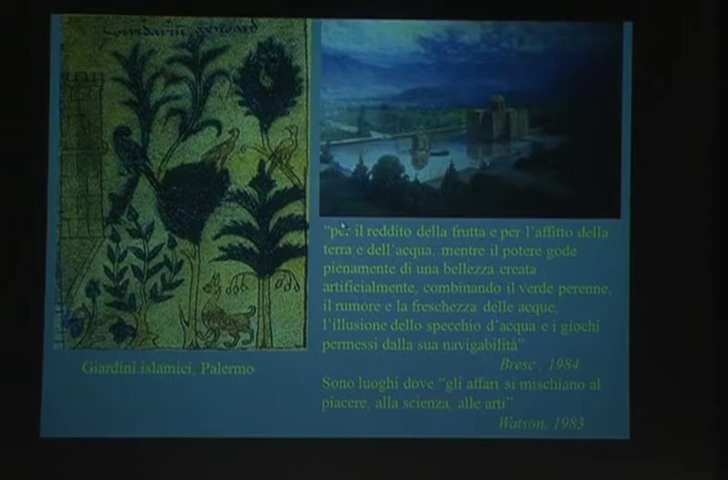 Giardini islamici, Palermo
"per il reddito della frutta e per l'affitto della
terra e dell'acqua, mentre il potere gode
pienamente di una bellezza creata
artificialmente, combinando il verde perenne,
il rumore e la freschezza delle acque,
l'illusione dello specchio d'acqua e i giochi
permessi dalla sua navigabilità"
Bresc, 1984
Sono luoghi dove "gli affari si mischiano al
piacere, alla scienza, alle arti"
Watson, 1983